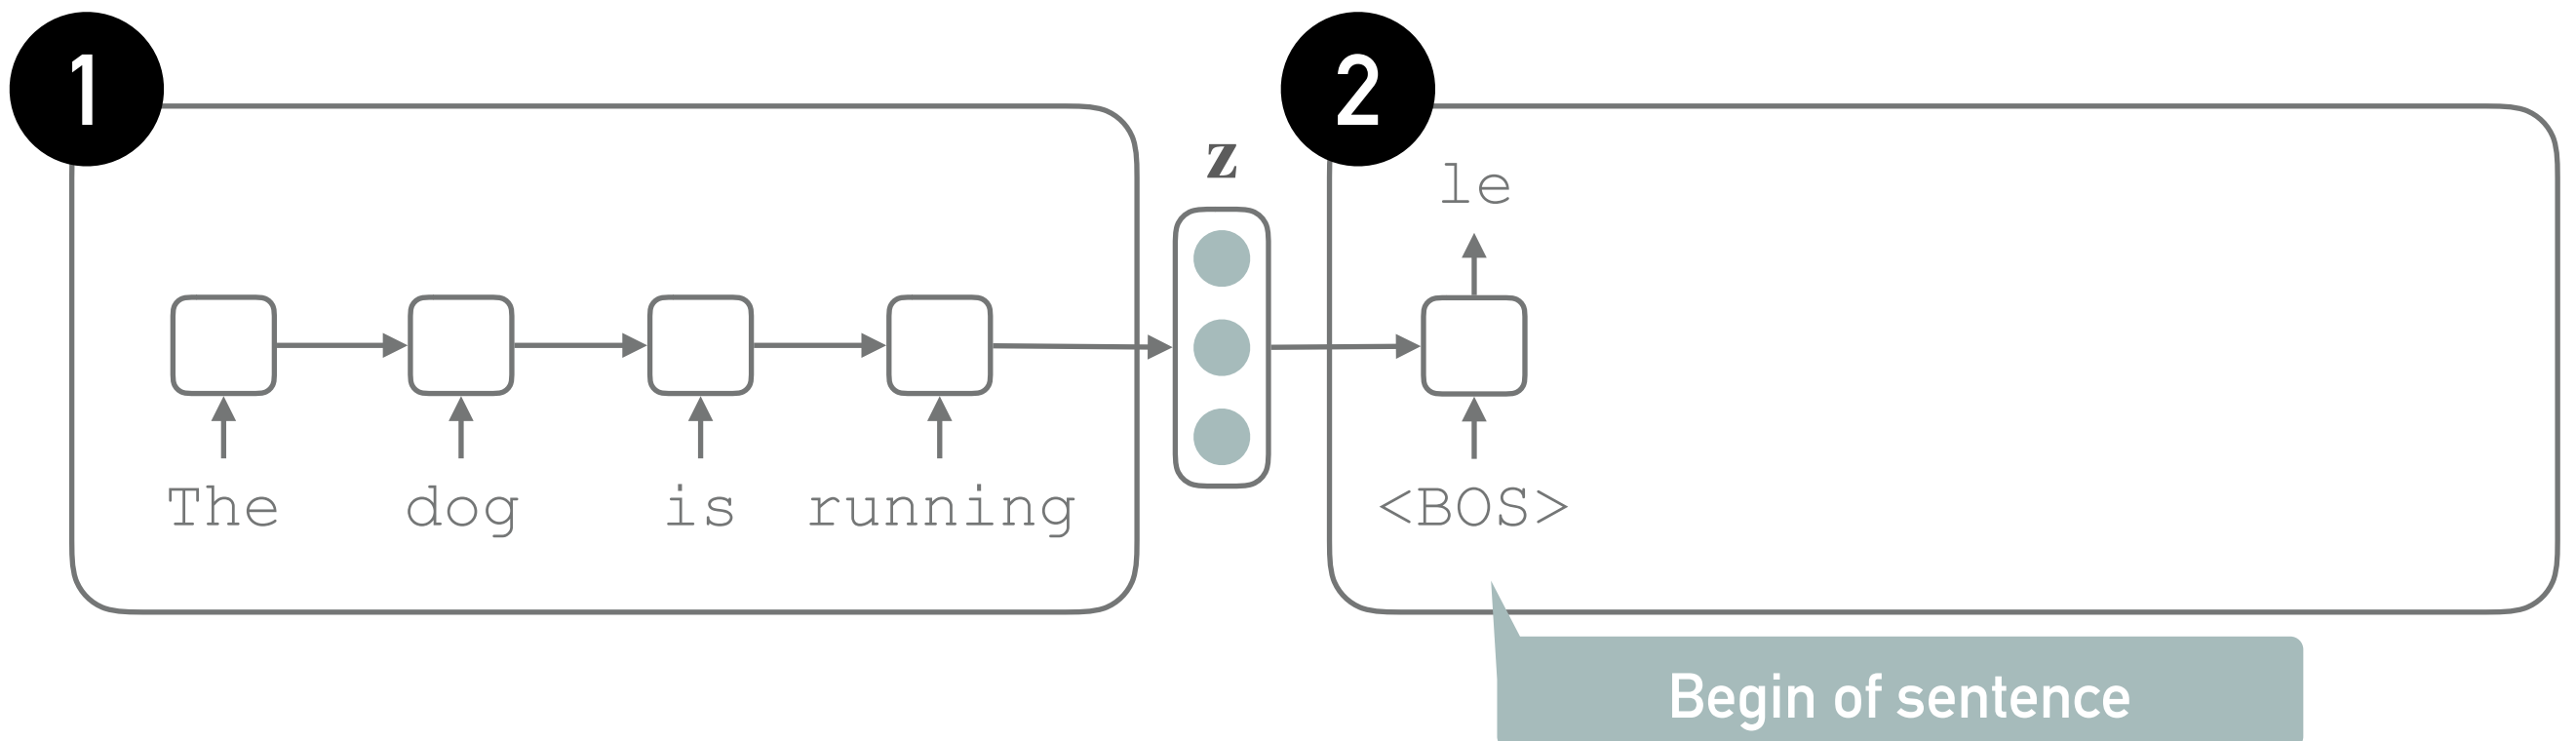 1
2
z
le
The dog is running
<BOS>
Begin of sentence